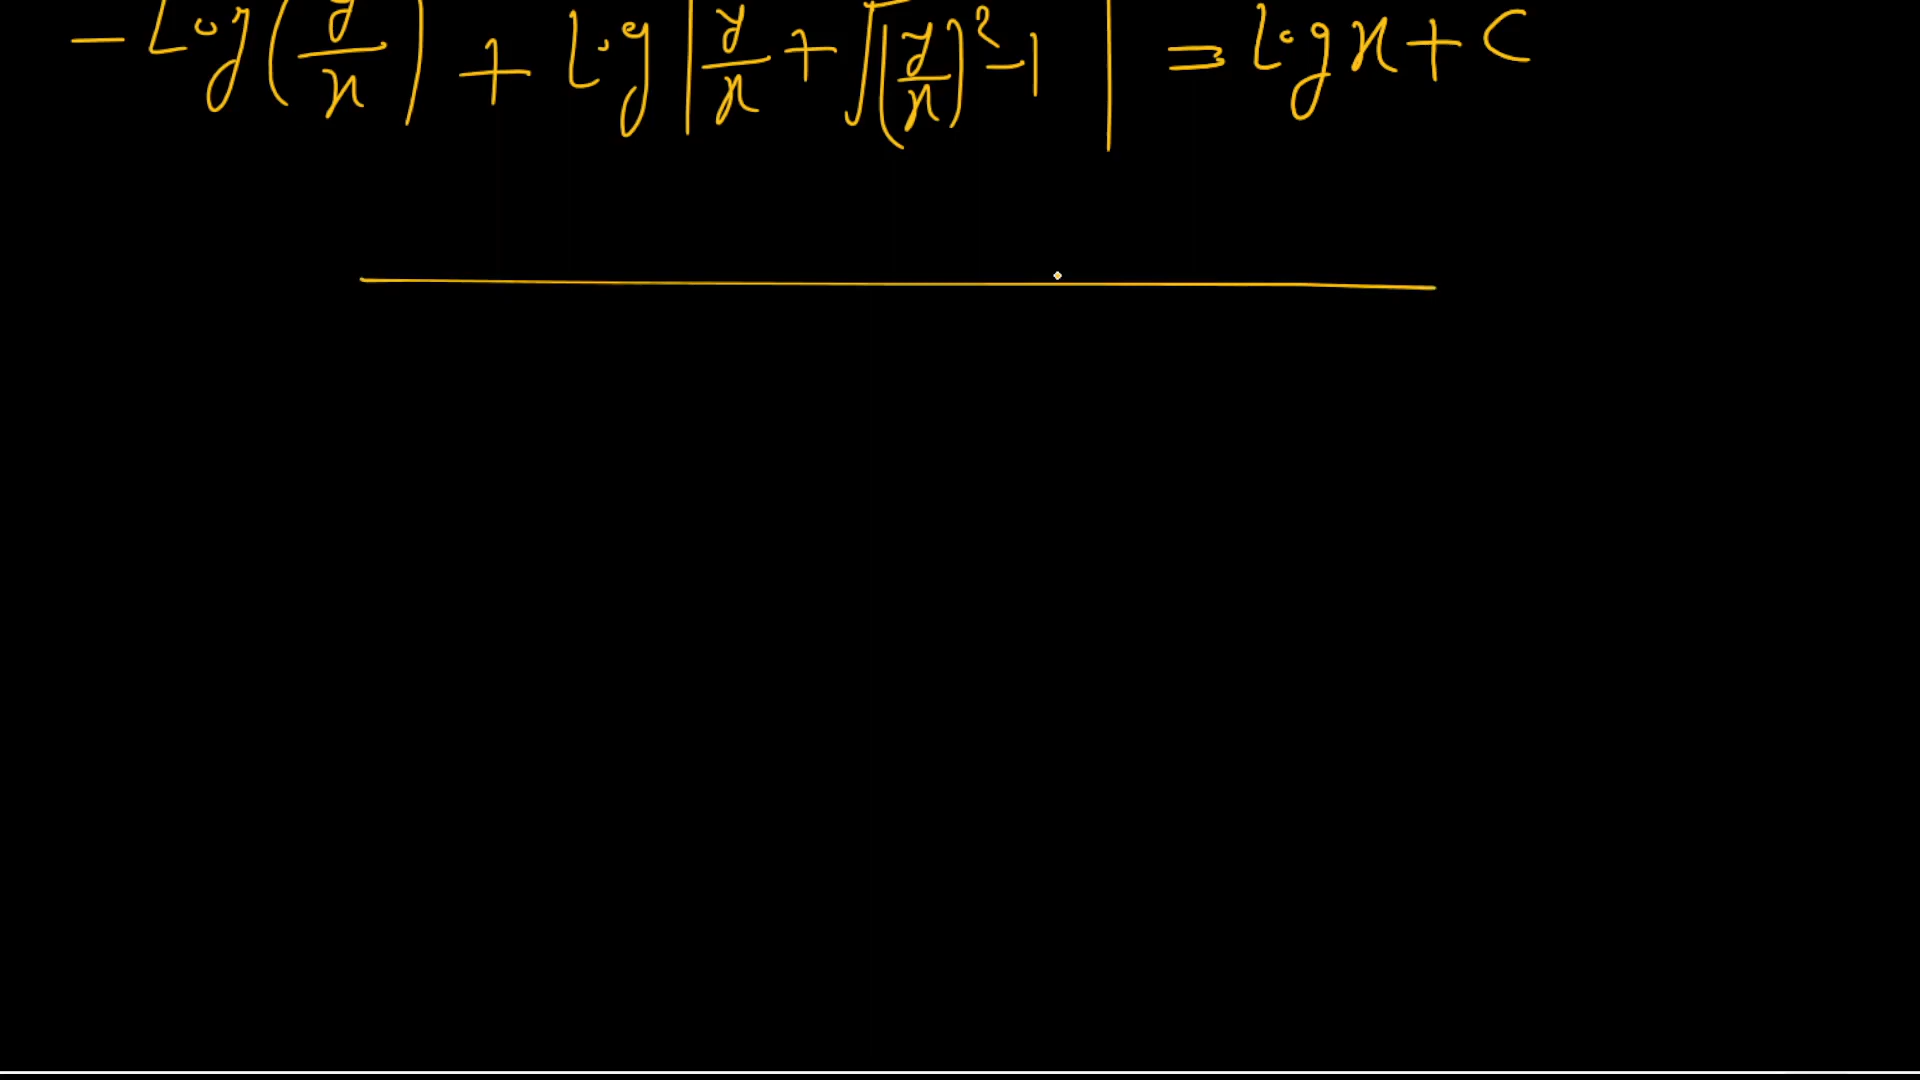 - Log(y/x) + log|y/x + √((y/x)² - 1)| = log x + C